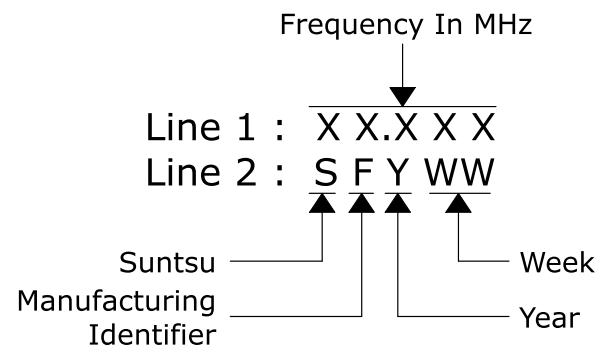 Frequency In MHz
Line 1 : X X.X X X
Line 2 : S F Y WW
Suntsu
Week
Manufacturing
Identifier
Year